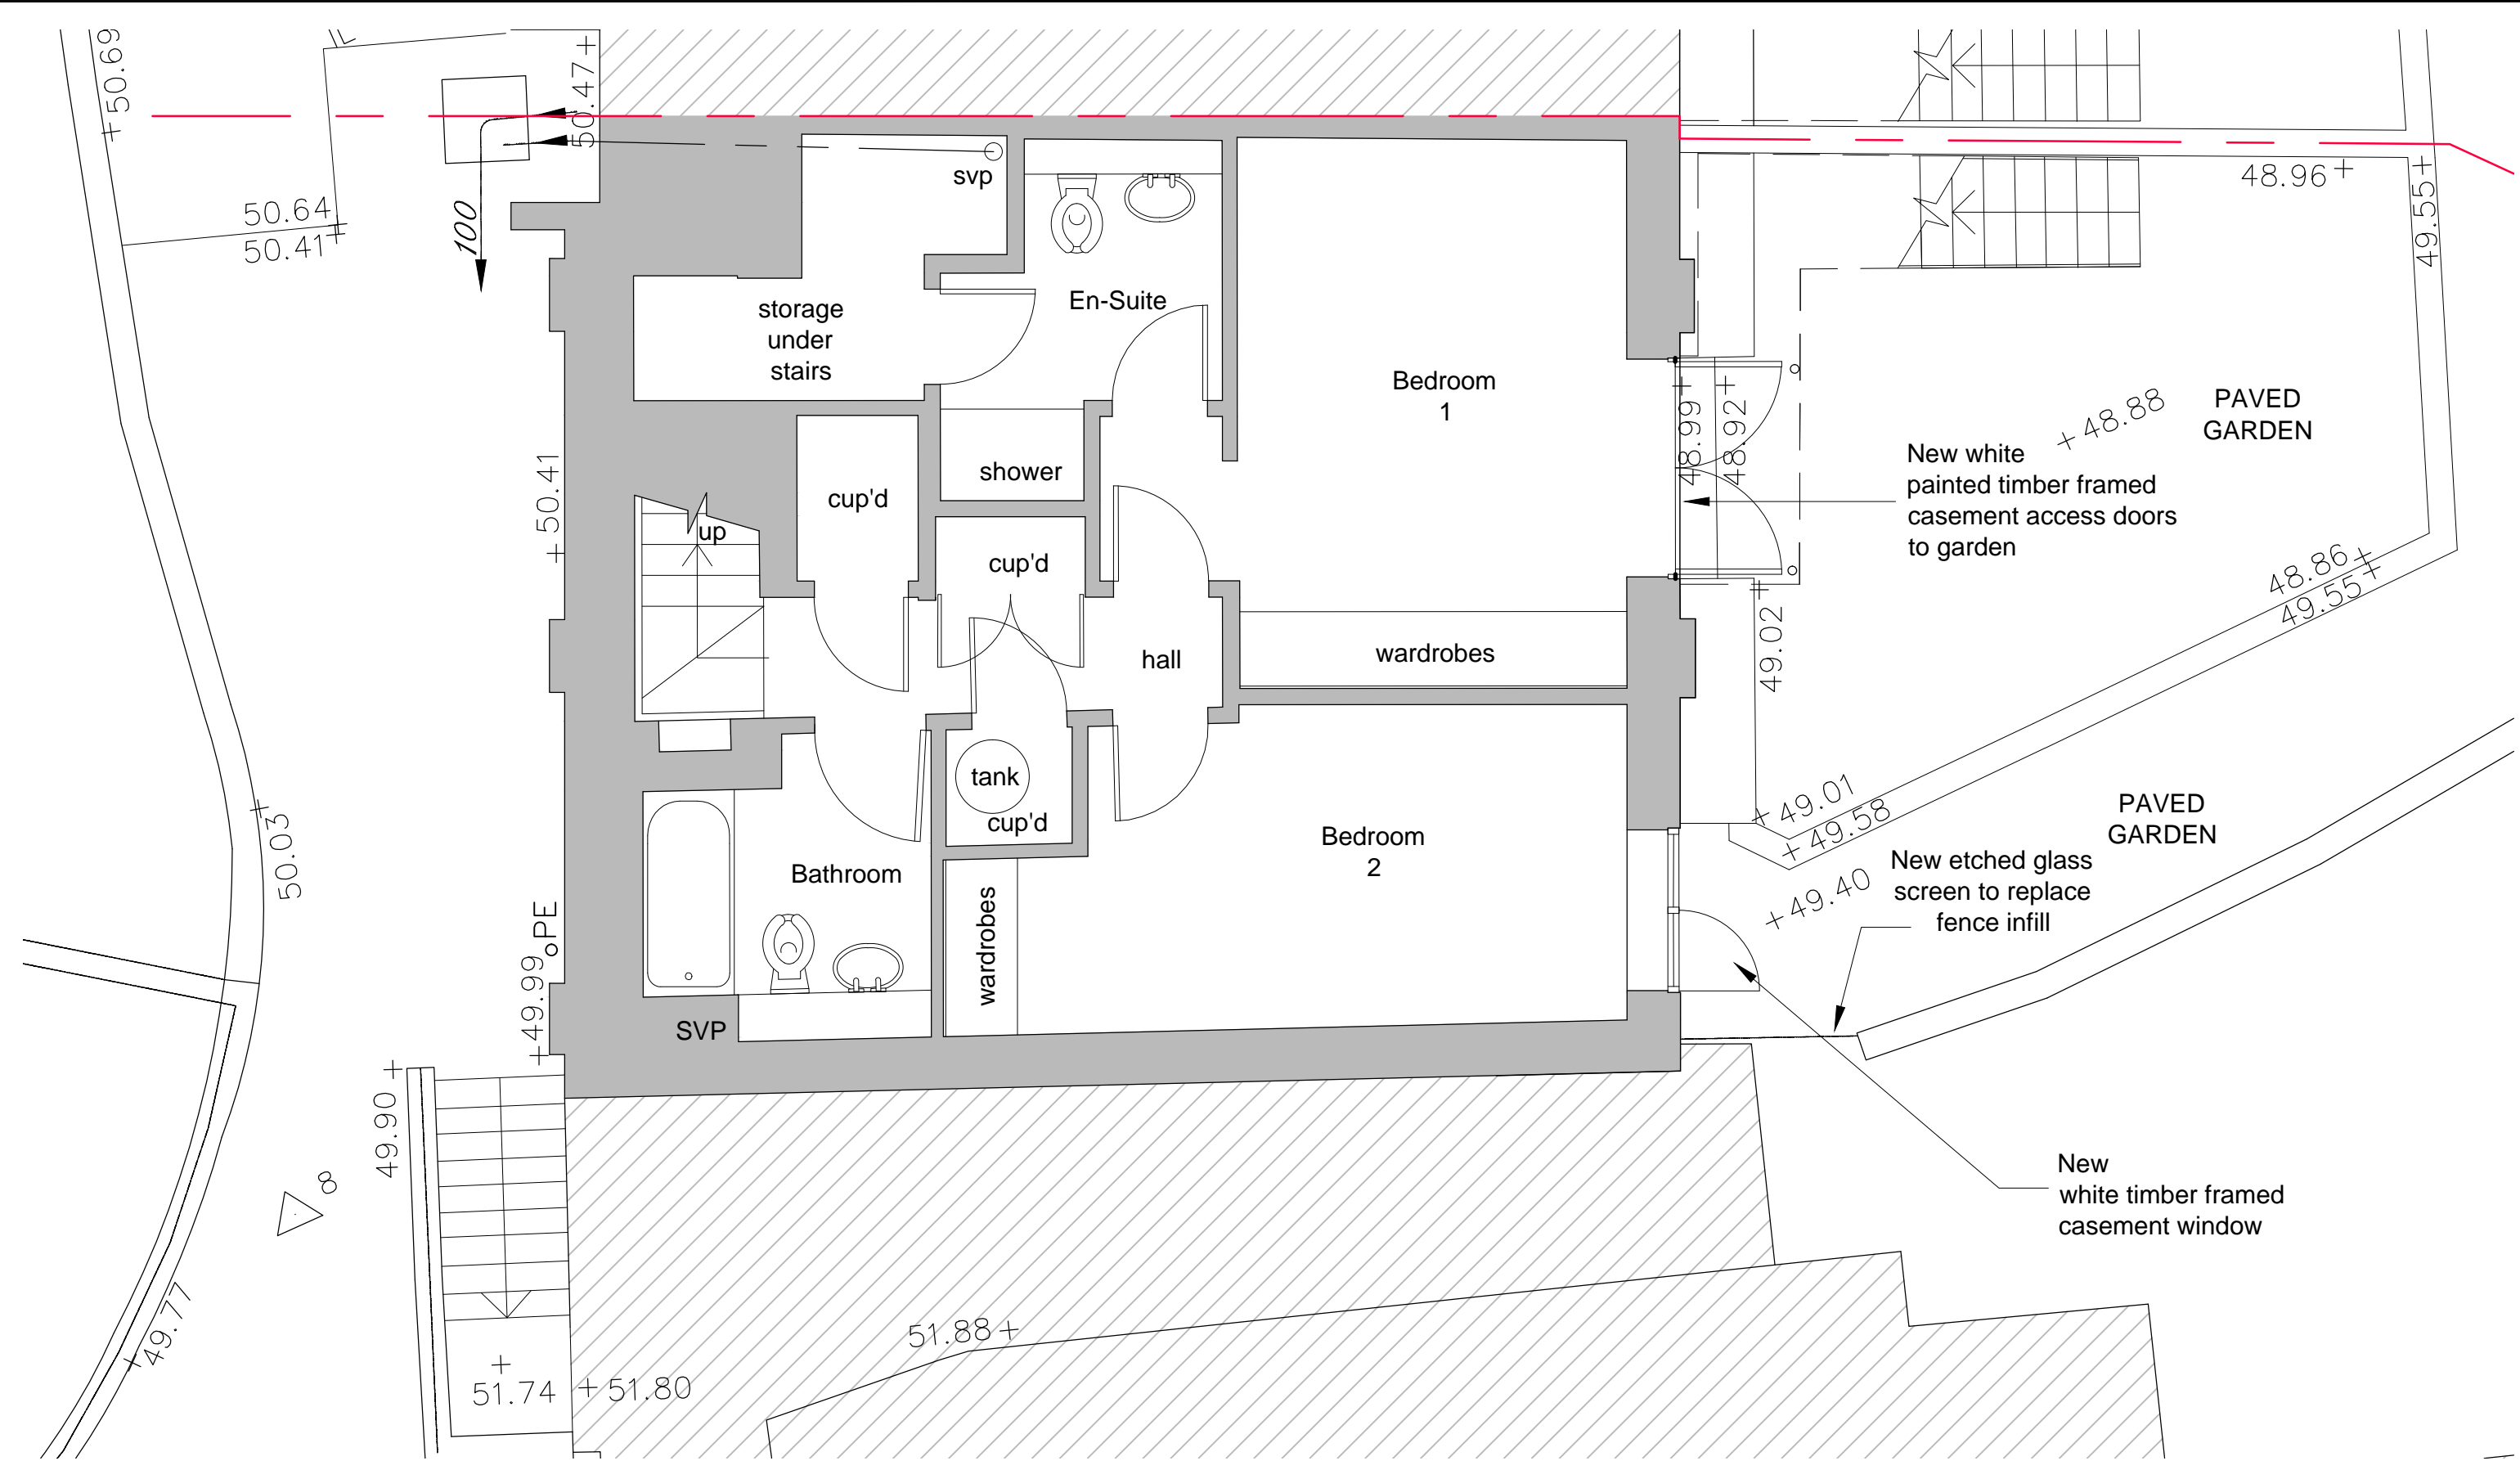 50.69
50.47
svp
48.96
49.55
50.64
50.41
100
En-Suite
storage
under
stairs
Bedroom
1
48.99
48.92
48.88
PAVED
GARDEN
New white
painted timber framed
casement access doors
to garden
50.41
shower
cup'd
up
cup'd
48.86
49.55
49.02
hall
wardrobes
tank
cup'd
49.01
49.58
PAVED
GARDEN
50.03
Bathroom
Bedroom
2
49.40
New etched glass
screen to replace
fence infill
PE
49.99
wardrobes
SVP
49.90
8
New
white timber framed
casement window
49.77
51.88
51.74
51.80